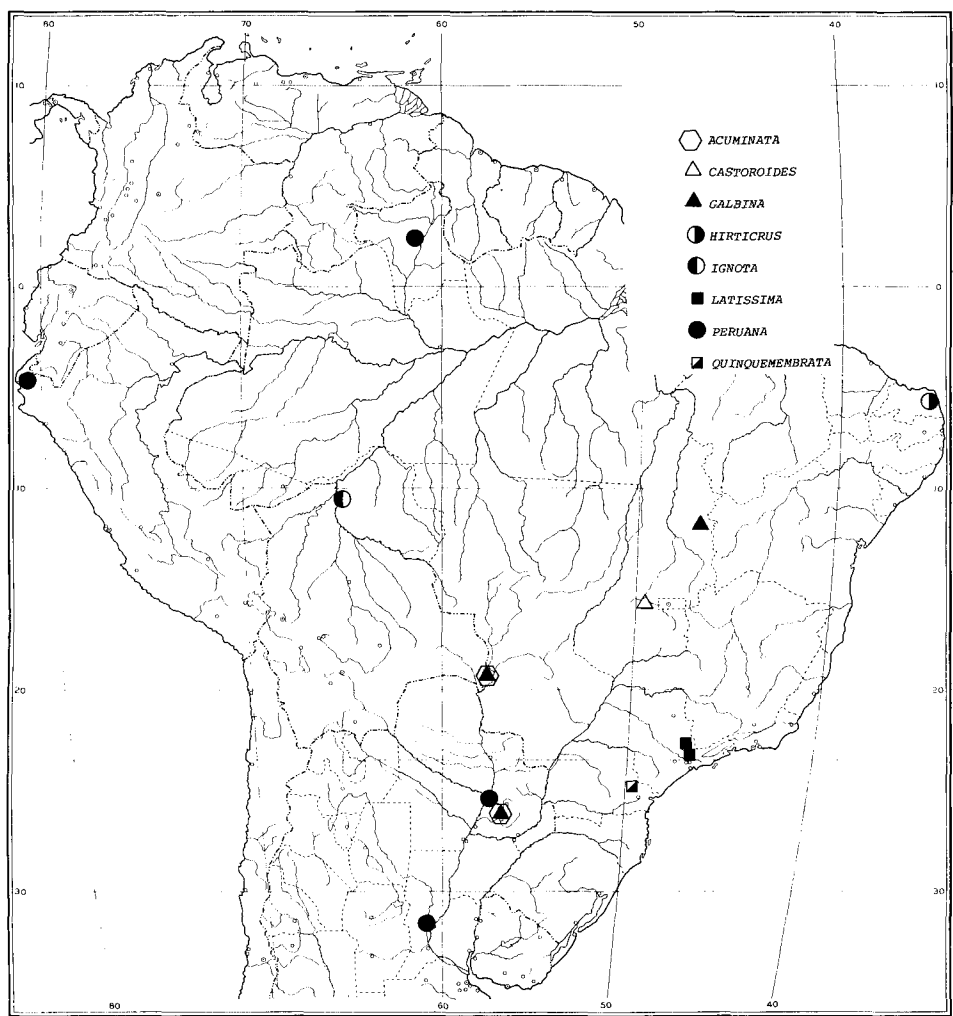 80 70 60 50 40
10 10
0 0
10 10
20 20
30 30
80 60 50 40
ACUMINATA
CASTOROIDES
GALBINA
HIRTICRUS
IGNOTA
LATISSIMA
PERUANA
QUINQUEMEMBRATA